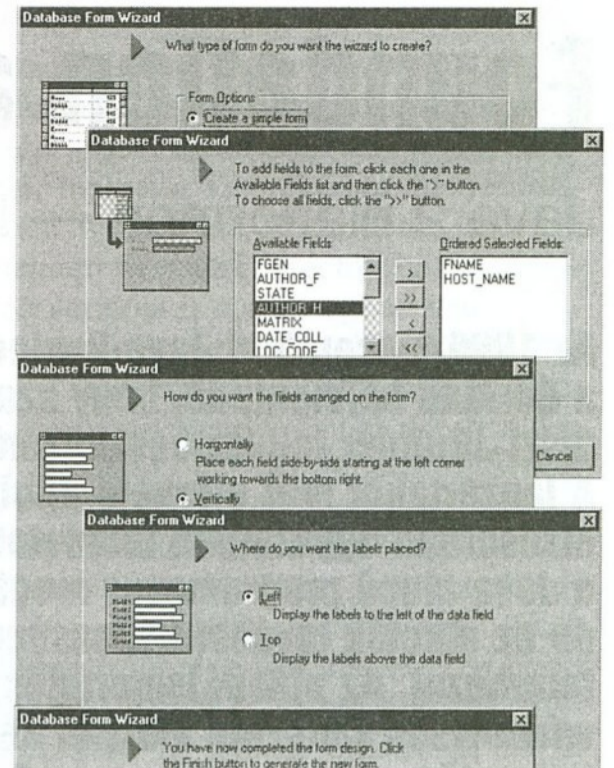 Database Form Wizard
What type of form do you want the wizard to create?
Form Options
Create a simple form
Database Form Wizard
To add fields to the form, click each one in the
Available Fields list and then click the ">" button.
To choose all fields, click the ">>" button.
Available Fields:
Ordered Selected Fields:
FGEN
AUTHOR_F
STATE
AUTHOR_H
MATRIX
DATE_COLL
LOC_CODE
>
>>
<
<<
FNAME
HOST_NAME
Cancel
Database Form Wizard
How do you want the fields arranged on the form?
Horizontally
Place each field side-by-side starting at the left corner
working towards the bottom right.
Vertically
Database Form Wizard
Where do you want the labels placed?
Left
Display the labels to the left of the data field
Top
Display the labels above the data field
Database Form Wizard
You have now completed the form design. Click
the Finish button to generate the new form.